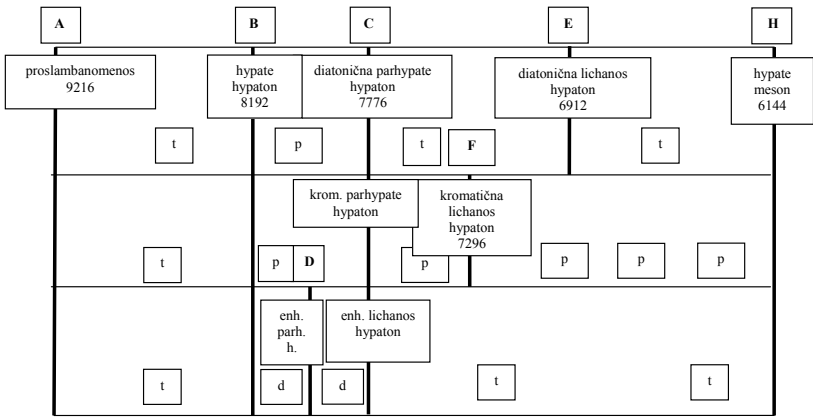 A B C E H
proslambanomenos
9216
hypate
hypaton
8192
diatonična parhypate
hypaton
7776
diatonična lichanos
hypaton
6912
hypate
meson
6144
t p t F t
krom. parhypate
hypaton
kromatična
lichanos
hypaton
7296
t p D p p p p
enh.
parh.
h.
enh. lichanos
hypaton
t d d t t